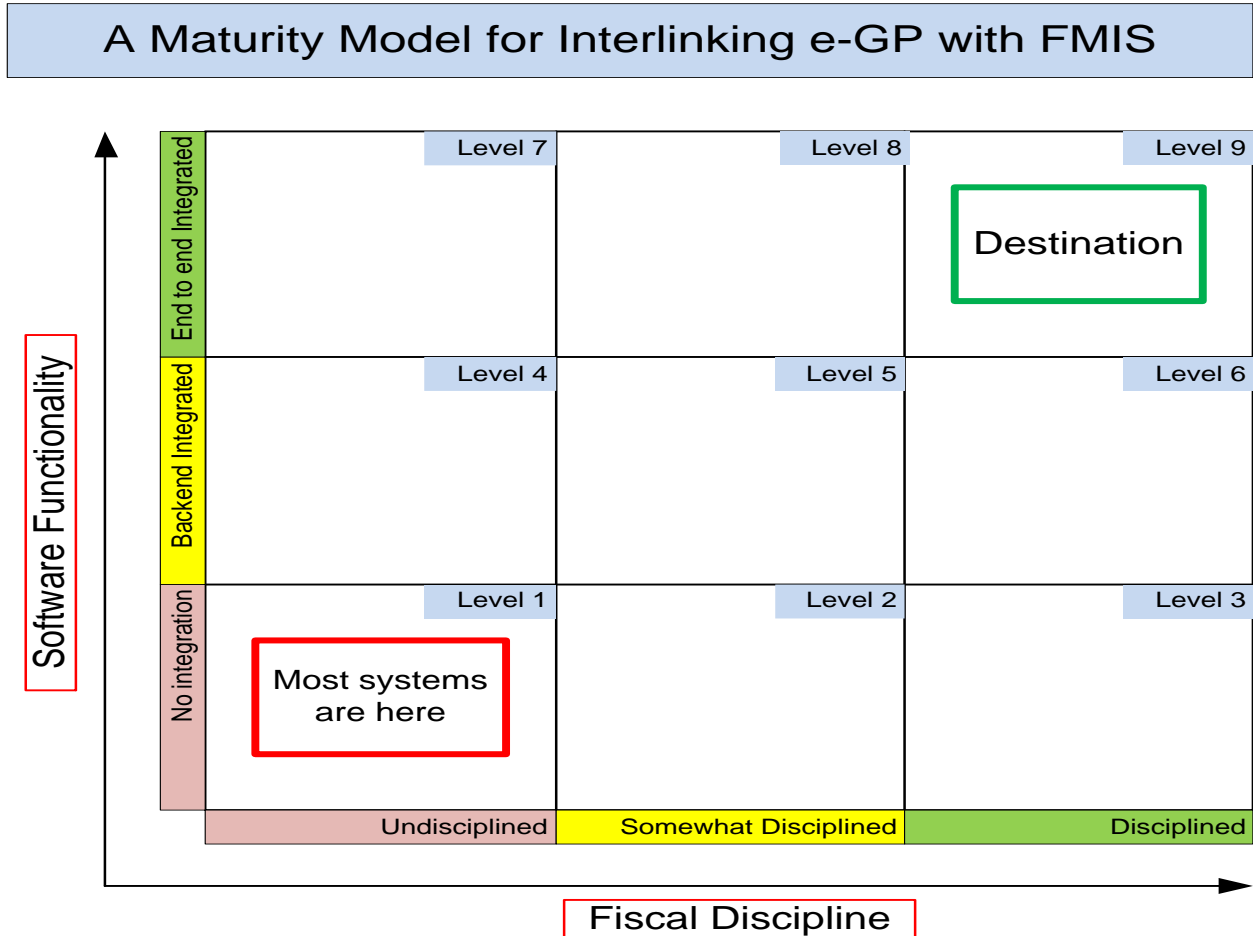 A Maturity Model for Interlinking e-GP with FMIS
Software Functionality
End to end Integrated
Level 7
Level 8
Level 9
Destination
Backend Integrated
Level 4
Level 5
Level 6
No integration
Level 1
Most systems
are here
Level 2
Level 3
Undisciplined
Somewhat Disciplined
Disciplined
Fiscal Discipline